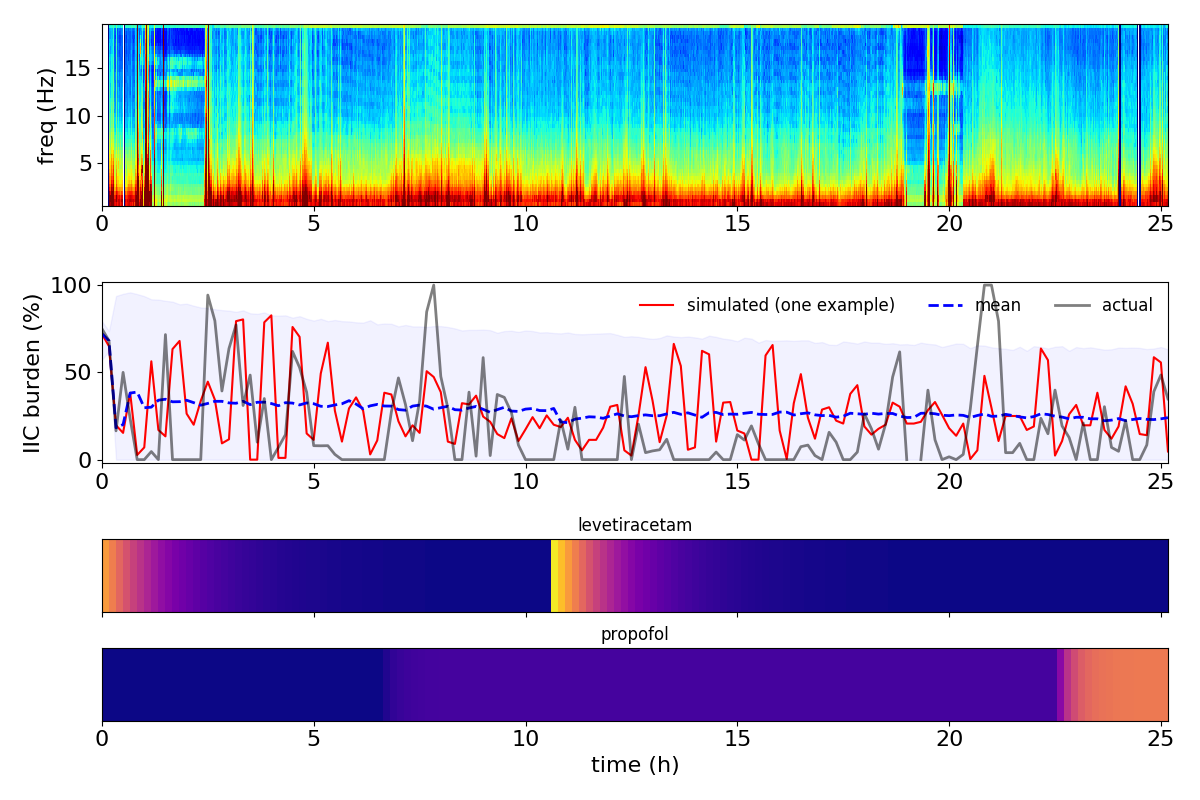 freq (Hz)
15
10
5
0 5 10 15 20 25
IIC burden (%)
100
50
0
simulated (one example) mean actual
0 5 10 15 20 25
levetiracetam
propofol
0 5 10 15 20 25
time (h)